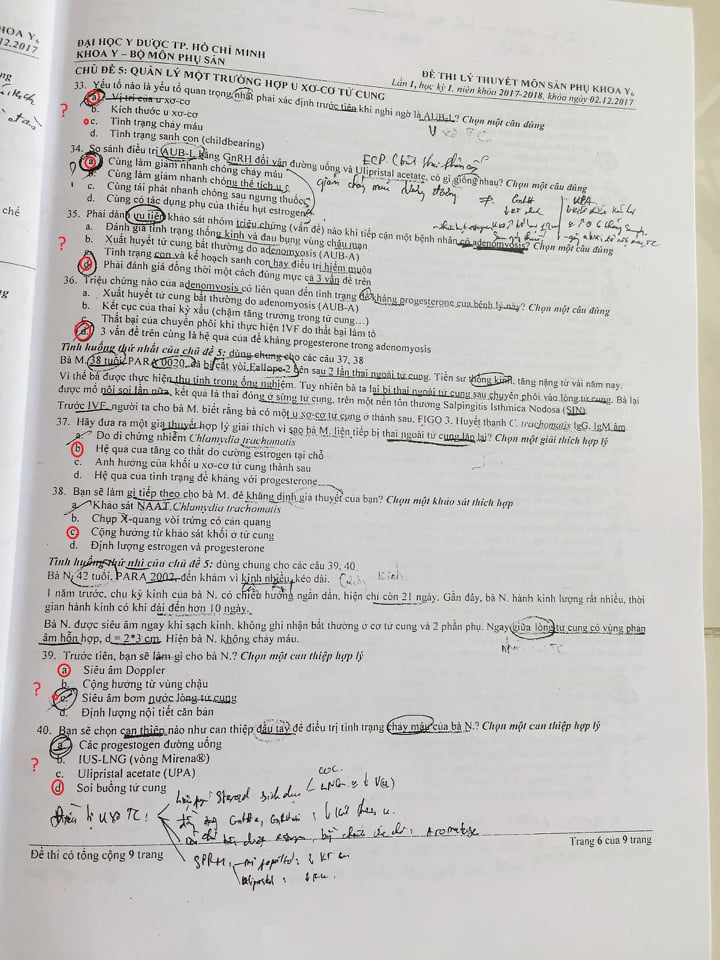 HOA Y6
12.2017
chế
ĐẠI HỌC Y DƯỢC TP. HỒ CHÍ MINH
KHOA Y – BỘ MÔN PHỤ SẢN
ĐỀ THI LÝ THUYẾT MÔN SẢN PHỤ KHOA Y6
Lần 1, học kỳ 1, niên khóa 2017-2018, khóa ngày 02.12.2017
CHỦ ĐỀ 5: QUẢN LÝ MỘT TRƯỜNG HỢP U XƠ-CƠ TỬ CUNG
33. Yếu tố nào là yếu tố quan trọng nhất phải xác định trước tiên khi nghi ngờ là AUB-L? Chọn một câu đúng
a. Vị trí của u xơ-cơ
? b. Kích thước u xơ-cơ
c. Tình trạng chảy máu
d. Tình trạng sanh con (childbearing)
34. So sánh điều trị AUB-L bằng GnRH đối vận đường uống và Ulipristal acetate, có gì giống nhau? Chọn một câu đúng
a. Cùng làm giảm nhanh chóng chảy máu
b. Cùng làm giảm nhanh chóng thể tích u
c. Cùng tái phát nhanh chóng sau ngưng thuốc
d. Cùng có tác dụng phụ của thiếu hụt estrogen
GnRH
UPA
35. Phải dành ưu tiên khảo sát nhóm triệu chứng (vấn đề) nào khi tiếp cận một bệnh nhân có adenomyosis? Chọn một câu đúng
a. Đánh giá tình trạng thống kinh và đau bụng vùng chậu mạn
? b. Xuất huyết tử cung bất thường do adenomyosis (AUB-A)
c. Tình trạng con và kế hoạch sanh con hay điều trị hiếm muộn
d. Phải đánh giá đồng thời một cách đúng mực cả 3 vấn đề trên
36. Triệu chứng nào của adenomyosis có liên quan đến tình trạng đề kháng progesterone của bệnh lý này? Chọn một câu đúng
a. Xuất huyết tử cung bất thường do adenomyosis (AUB-A)
b. Kết cục của thai kỳ xấu (chậm tăng trưởng trong tử cung...)
c. Thất bại của chuyển phôi khi thực hiện IVF do thất bại làm tổ
d. 3 vấn đề trên cùng là hệ qua của đề kháng progesterone trong adenomyosis
Tình huống thứ nhất của chủ đề 5: dùng chung cho các câu 37, 38
Bà M. 38 tuổi, PARA 0020, đã bị cắt vòi Fallope 2 bên sau 2 lần thai ngoài tử cung. Tiền sử thống kinh, tăng nặng từ vài năm nay.
Vì thế bà được thực hiện thụ tinh trong ống nghiệm. Tuy nhiên bà ta lại bị thai ngoài tử cung sau chuyển phôi vào lòng tử cung. Bà lại
được mổ nội soi lần nữa, kết quả là thai đóng ở sừng tử cung, trên một nền tổn thương Salpingitis Isthmica Nodosa (SIN).
Trước IVF, người ta cho bà M. biết rằng bà có một u xơ-cơ tử cung ở thành sau, FIGO 3. Huyết thanh C. trachomatis IgG, IgM âm
37. Hãy đưa ra một giả thuyết hợp lý giải thích vì sao bà M. liên tiếp bị thai ngoài tử cung lặp lại? Chọn một giải thích hợp lý
a. Do di chứng nhiễm Chlamydia trachomatis
b. Hệ quả của tăng co thắt do cường estrogen tại chỗ
c. Ảnh hưởng của khối u xơ-cơ tử cung thành sau
d. Hệ quả của tình trạng đề kháng với progesterone
38. Bạn sẽ làm gì tiếp theo cho bà M. để khẳng định giả thuyết của bạn? Chọn một khảo sát thích hợp
a. Khảo sát NAAT Chlamydia trachomatis
b. Chụp X-quang vòi trứng có cản quang
c. Cộng hưởng từ khảo sát khối ở tử cung
d. Định lượng estrogen và progesterone
Tình huống thứ nhì của chủ đề 5: dùng chung cho các câu 39, 40
Bà N. 42 tuổi, PARA 2002, đến khám vì kinh nhiều, kéo dài.
1 năm trước, chu kỳ kinh của bà N. có chiều hướng ngắn dần, hiện chỉ còn 21 ngày. Gần đây, bà N. hành kinh lượng rất nhiều, thời
gian hành kinh có khi dài đến hơn 10 ngày.
Bà N. được siêu âm ngay khi sạch kinh, không ghi nhận bất thường ở cơ tử cung và 2 phần phụ. Ngay giữa lòng tử cung có vùng phản
âm hỗn hợp, d = 2*3 cm. Hiện bà N. không chảy máu.
39. Trước tiên, bạn sẽ làm gì cho bà N.? Chọn một can thiệp hợp lý
a. Siêu âm Doppler
? b. Cộng hưởng từ vùng chậu
c. Siêu âm bơm nước lòng tử cung
d. Định lượng nội tiết căn bản
40. Bạn sẽ chọn can thiệp nào như can thiệp đầu tay để điều trị tình trạng chảy máu của bà N.? Chọn một can thiệp hợp lý
a. Các progestogen đường uống
? b. IUS-LNG (vòng Mirena®)
c. Ulipristal acetate (UPA)
d. Soi buồng tử cung
Đề thi có tổng cộng 9 trang
Trang 6 của 9 trang